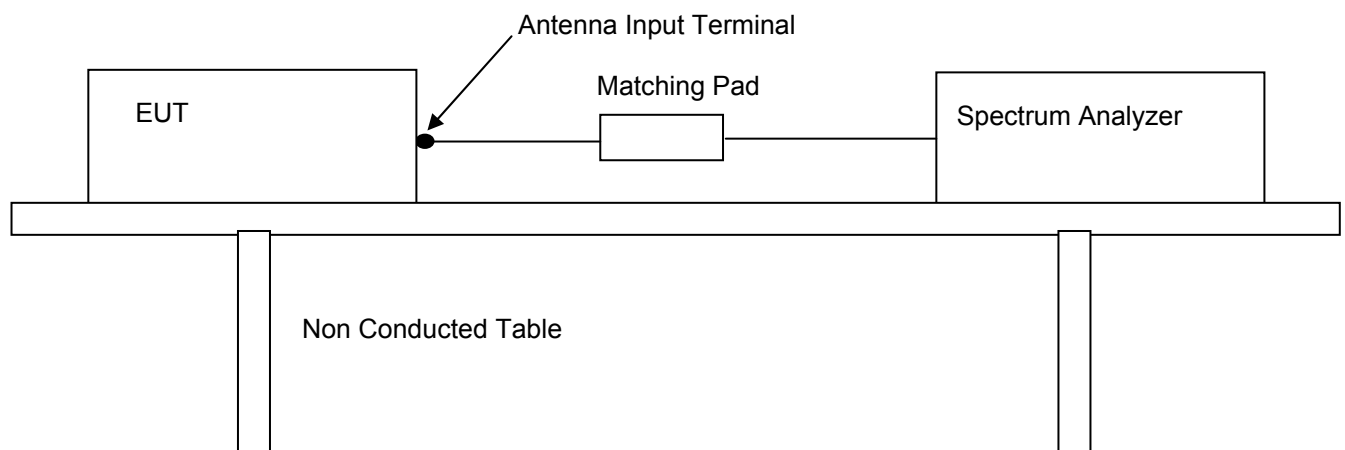 Antenna Input Terminal
Matching Pad
EUT
Spectrum Analyzer
Non Conducted Table